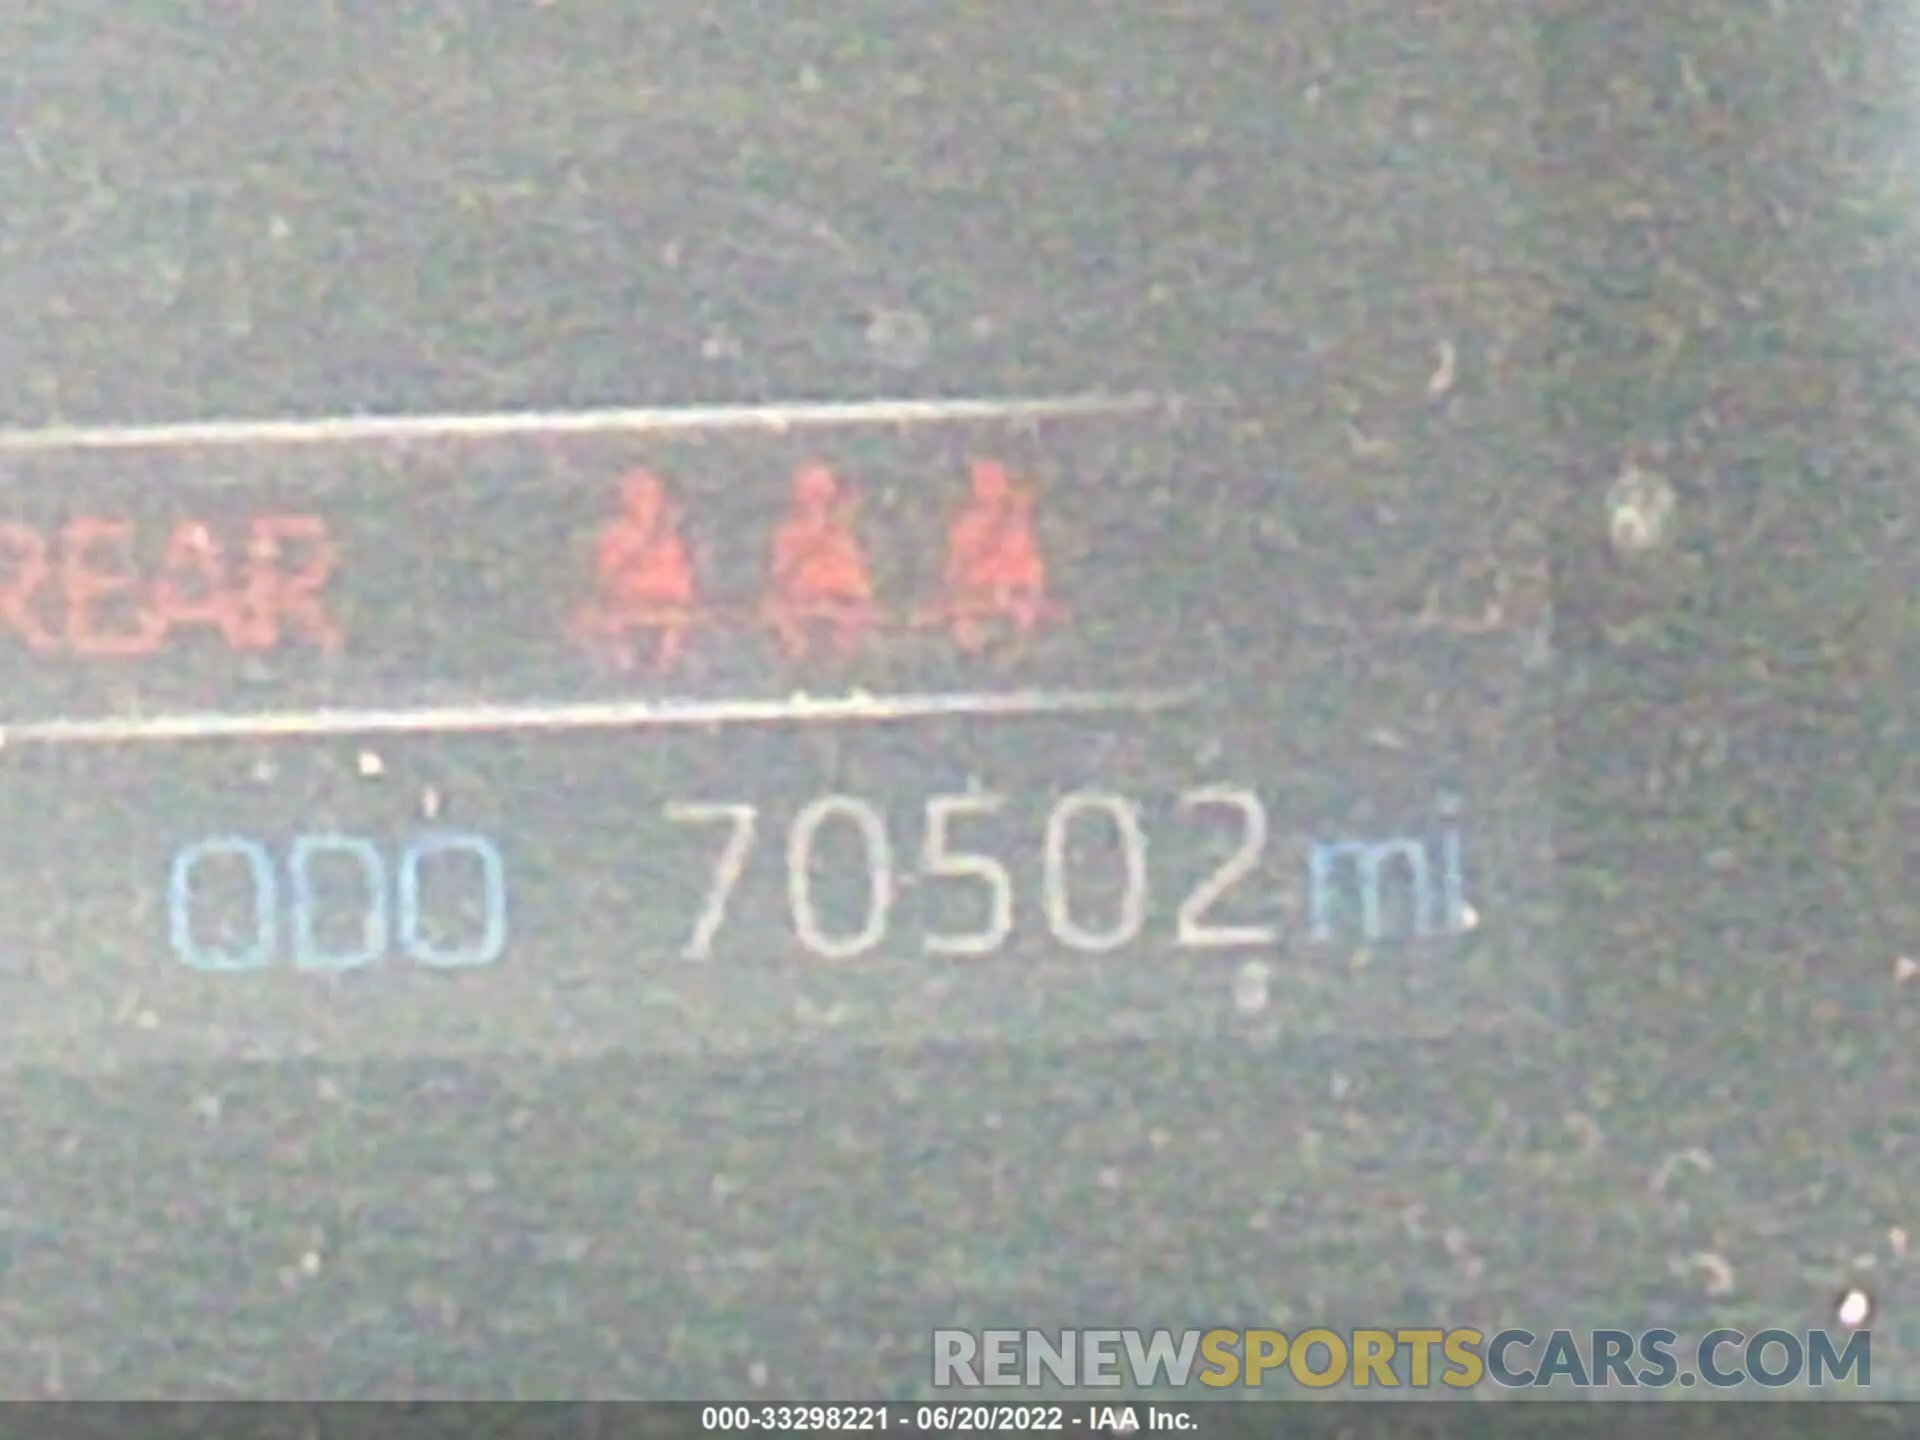 REAR
ODO 70502 mi
RENEWSPORTSCARS.COM
000-33298221 - 06/20/2022 - IAA Inc.